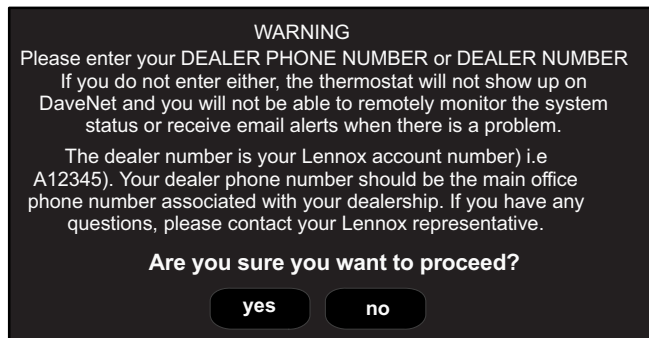 WARNING
Please enter your DEALER PHONE NUMBER or DEALER NUMBER
If you do not enter either, the thermostat will not show up on
DaveNet and you will not be able to remotely monitor the system
status or receive email alerts when there is a problem.
The dealer number is your Lennox account number) i.e
A12345). Your dealer phone number should be the main office
phone number associated with your dealership. If you have any
questions, please contact your Lennox representative.
Are you sure you want to proceed?
yes no